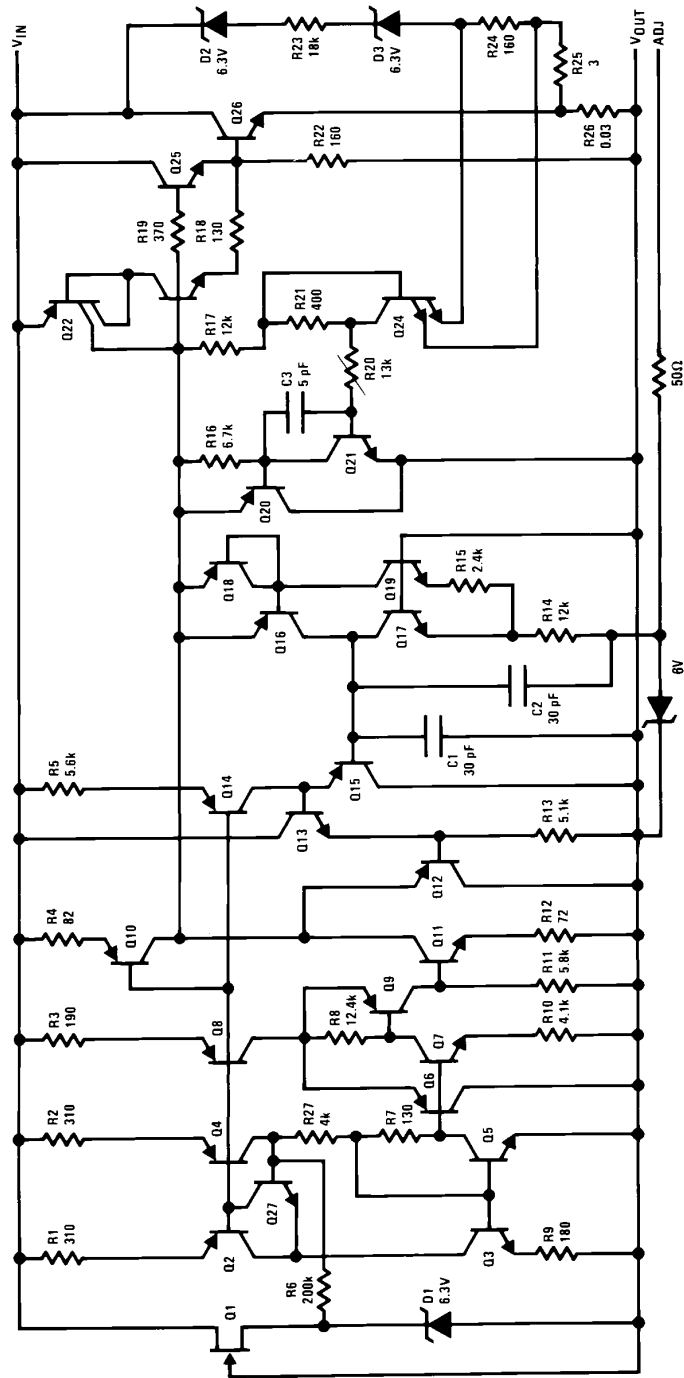 VIN
R1
310
R2
310
R3
190
R4
82
R5
5.6k
Q1
Q2
Q4
Q8
Q10
Q14
Q27
R6
200k
R27
4k
R7
130
R8
12.4k
Q9
Q6
Q7
Q11
Q12
Q13
Q15
D1
6.3V
Q3
Q5
R9
180
R10
4.1k
R11
5.8k
R12
72
R13
5.1k
C1
30 pF
C2
30 pF
6V
Q16
Q18
Q17
Q19
R15
2.4k
R14
12k
R16
6.7k
Q20
C3
5 pF
Q21
R20
13k
Q22
R17
12k
R21
400
Q24
R19
370
R18
130
Q25
Q26
R22
160
D2
6.3V
R23
18k
D3
6.3V
R24
160
R25
3
R26
0.03
50Ω
VOUT
ADJ